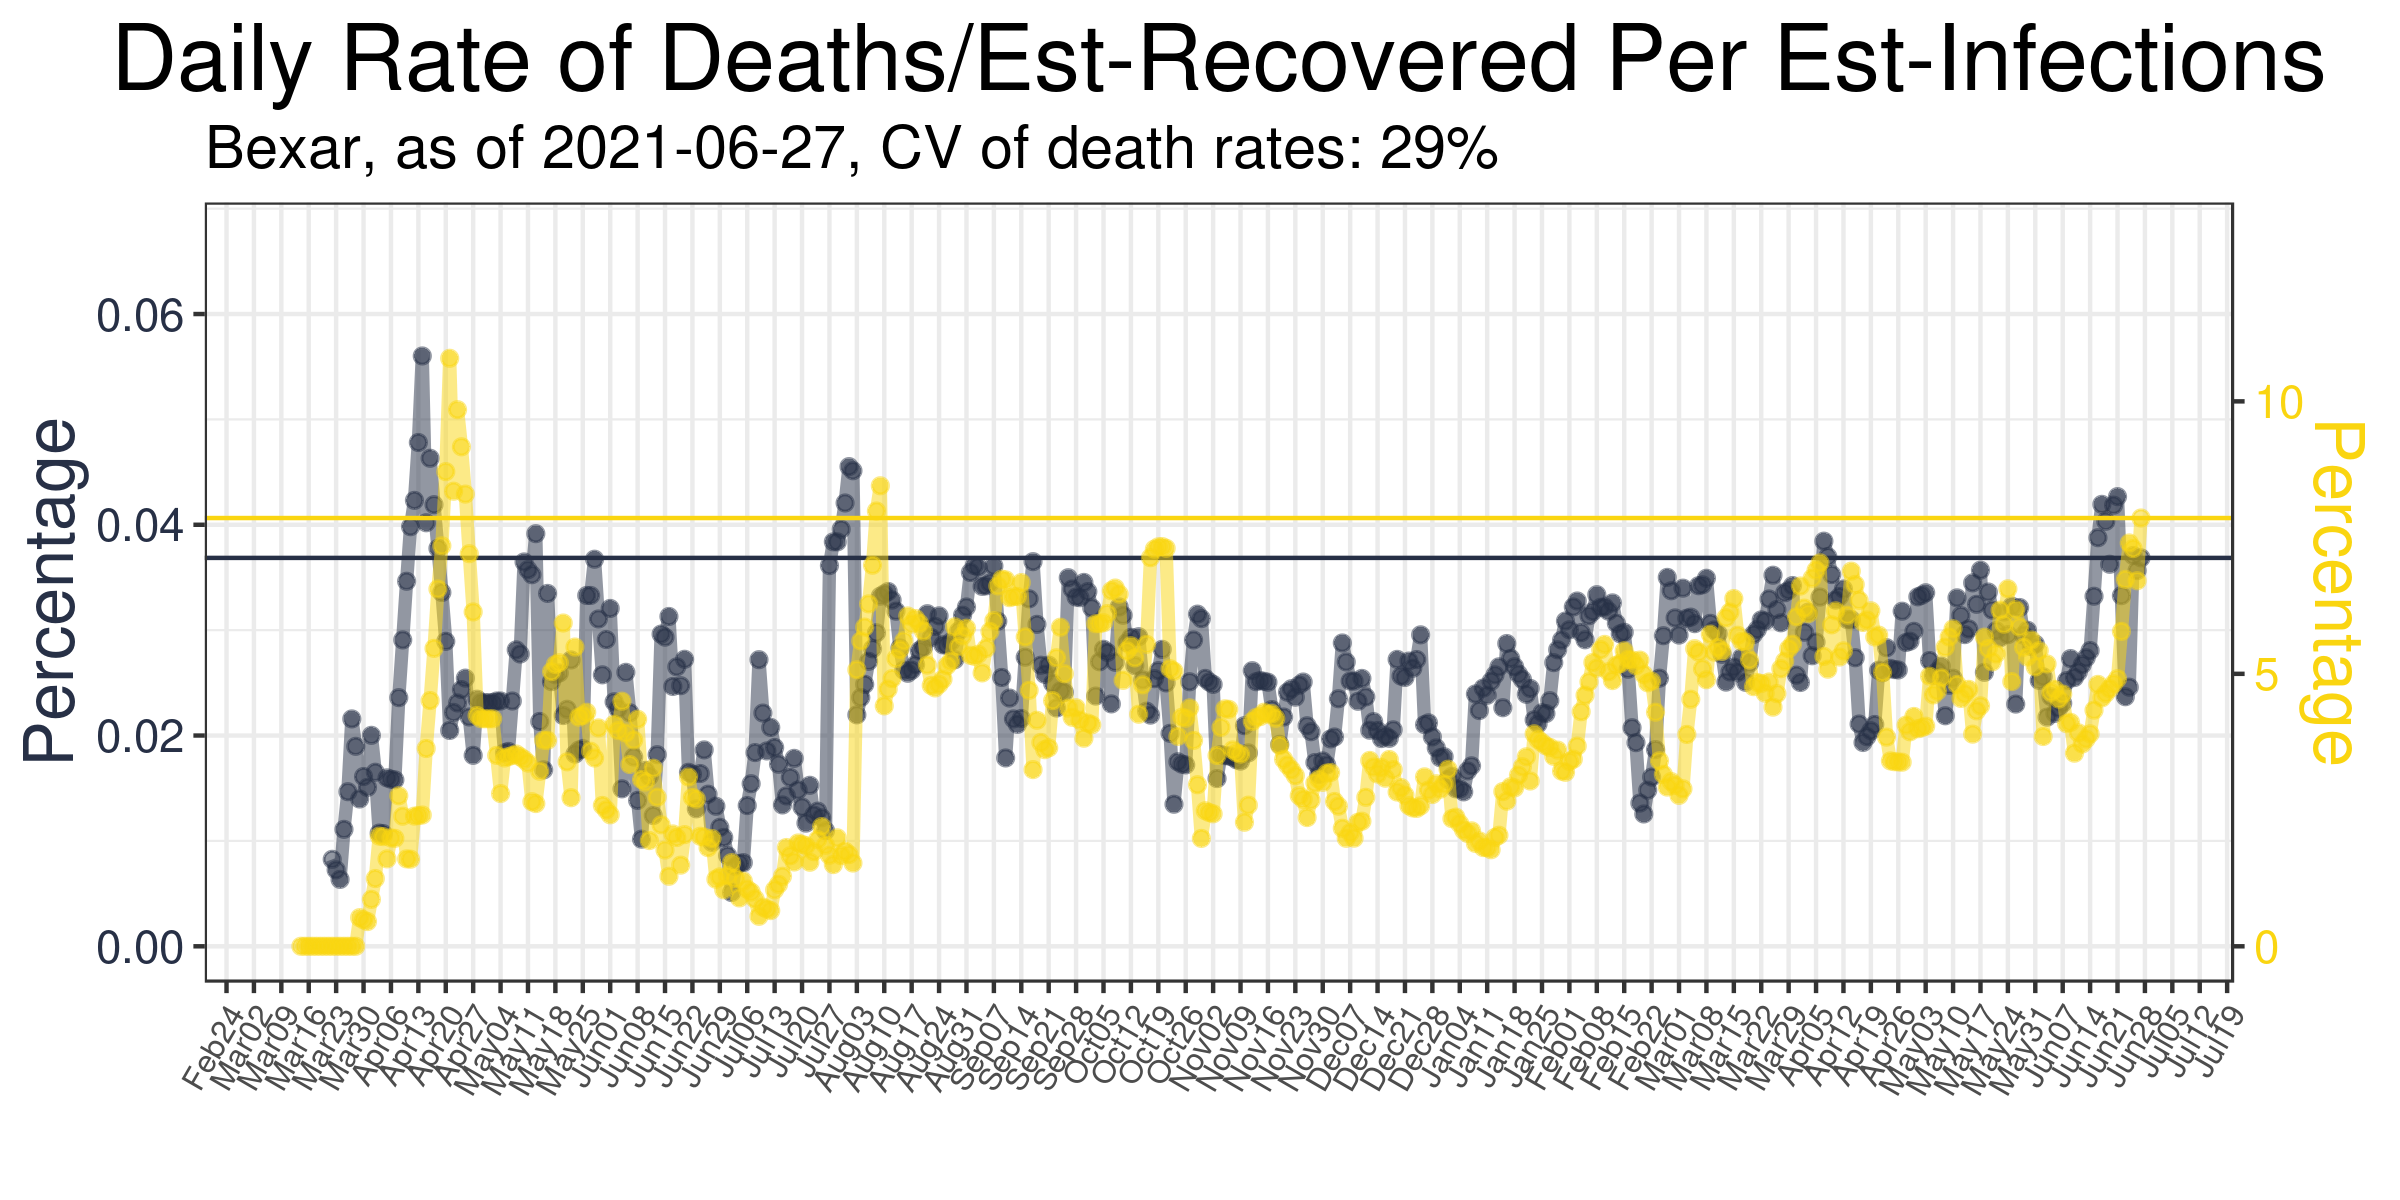 Daily Rate of Deaths/Est-Recovered Per Est-Infections
Bexar, as of 2021-06-27, CV of death rates: 29%
Percentage
0.06
0.04
0.02
0.00
10
5
0
Percentage
Feb24
Mar02
Mar09
Mar16
Mar23
Mar30
Apr06
Apr13
Apr20
Apr27
May04
May11
May18
May25
Jun01
Jun08
Jun15
Jun22
Jun29
Jul06
Jul13
Jul20
Jul27
Aug03
Aug10
Aug17
Aug24
Aug31
Sep07
Sep14
Sep21
Sep28
Oct05
Oct12
Oct19
Oct26
Nov02
Nov09
Nov16
Nov23
Nov30
Dec07
Dec14
Dec21
Dec28
Jan04
Jan11
Jan18
Jan25
Feb01
Feb08
Feb15
Feb22
Mar01
Mar08
Mar15
Mar22
Mar29
Apr05
Apr12
Apr19
Apr26
May03
May10
May17
May24
May31
Jun07
Jun14
Jun21
Jun28
Jul05
Jul12
Jul19